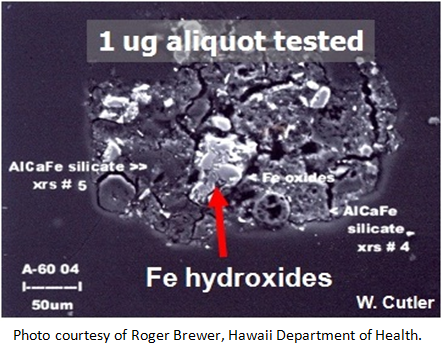 1 ug aliquot tested
AlCaFe silicate >>
xrs # 5
< Fe oxides
< AlCaFe
silicate
xrs # 4
Fe hydroxides
A-60 04
50um
W. Cutler
Photo courtesy of Roger Brewer, Hawaii Department of Health.